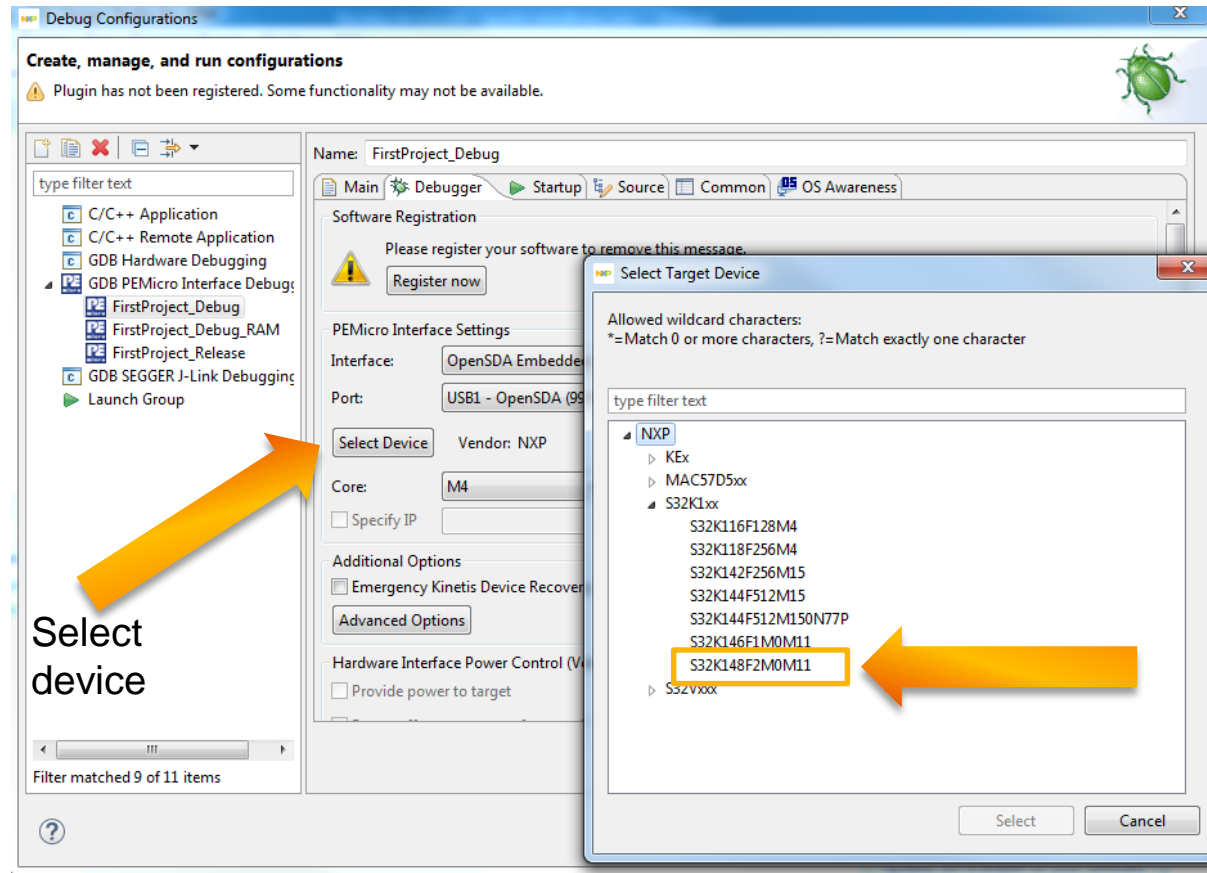 NXP Debug Configurations
X
Create, manage, and run configurations
Plugin has not been registered. Some functionality may not be available.
type filter text
C/C++ Application
C/C++ Remote Application
GDB Hardware Debugging
GDB PEMicro Interface Debug
FirstProject_Debug
FirstProject_Debug_RAM
FirstProject_Release
GDB SEGGER J-Link Debugging
Launch Group
Filter matched 9 of 11 items
Name: FirstProject_Debug
Main Debugger Startup Source Common OS Awareness
Software Registration
Please register your software to remove this message.
Register now
PEMicro Interface Settings
Interface: OpenSDA Embedded
Port: USB1 - OpenSDA (99
Select Device Vendor: NXP
Core: M4
Specify IP
Additional Options
Emergency Kinetis Device Recover
Advanced Options
Hardware Interface Power Control (V
Provide power to target
Select
device
NXP Select Target Device
X
Allowed wildcard characters:
*=Match 0 or more characters, ?=Match exactly one character
type filter text
NXP
KEx
MAC57D5xx
S32K1xx
S32K116F128M4
S32K118F256M4
S32K142F256M15
S32K144F512M15
S32K144F512M150N77P
S32K146F1M0M11
S32K148F2M0M11
S32Vxxx
Select Cancel